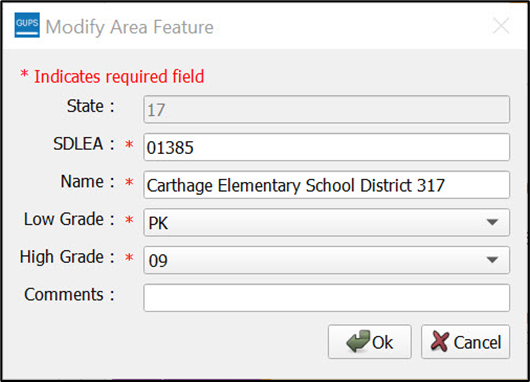 GUPS Modify Area Feature
* Indicates required field
State : 17
SDLEA : * 01385
Name : * Carthage Elementary School District 317
Low Grade : * PK
High Grade : * 09
Comments :
Ok Cancel